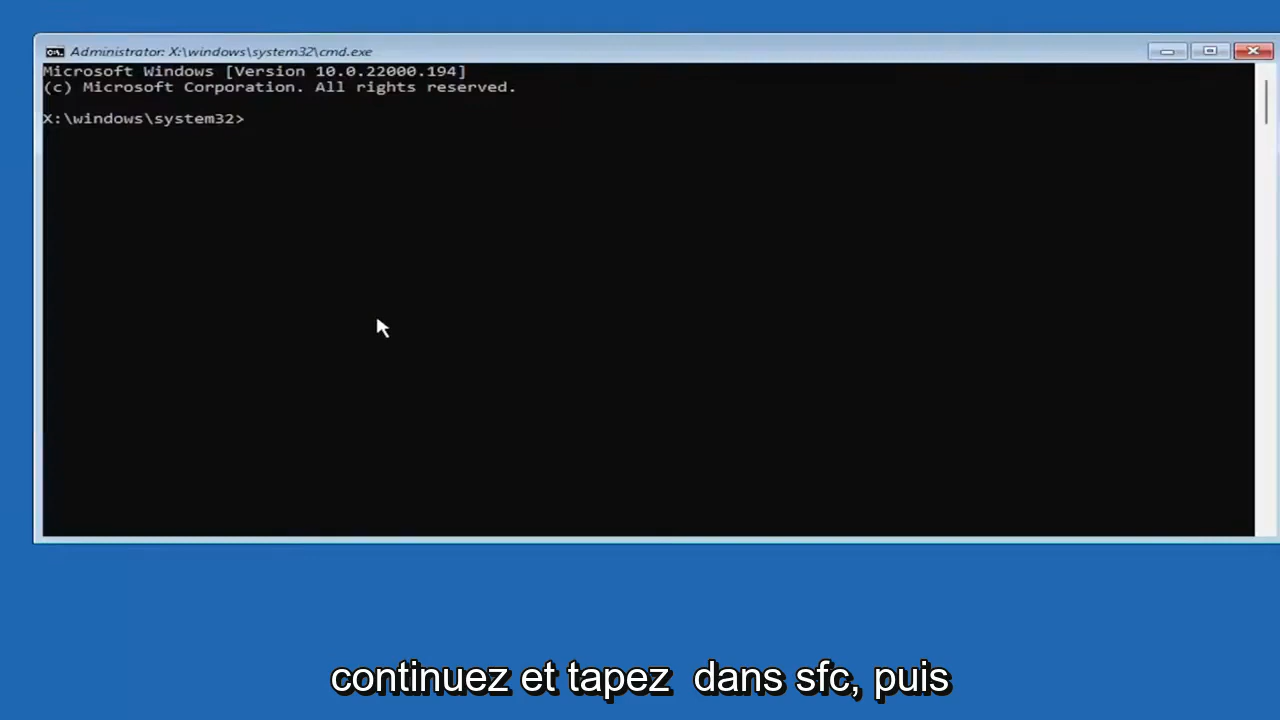 Administrator: X:\windows\system32\cmd.exe
Microsoft Windows [Version 10.0.22000.194]
(c) Microsoft Corporation. All rights reserved.
X:\windows\system32>
continuez et tapez dans sfc, puis